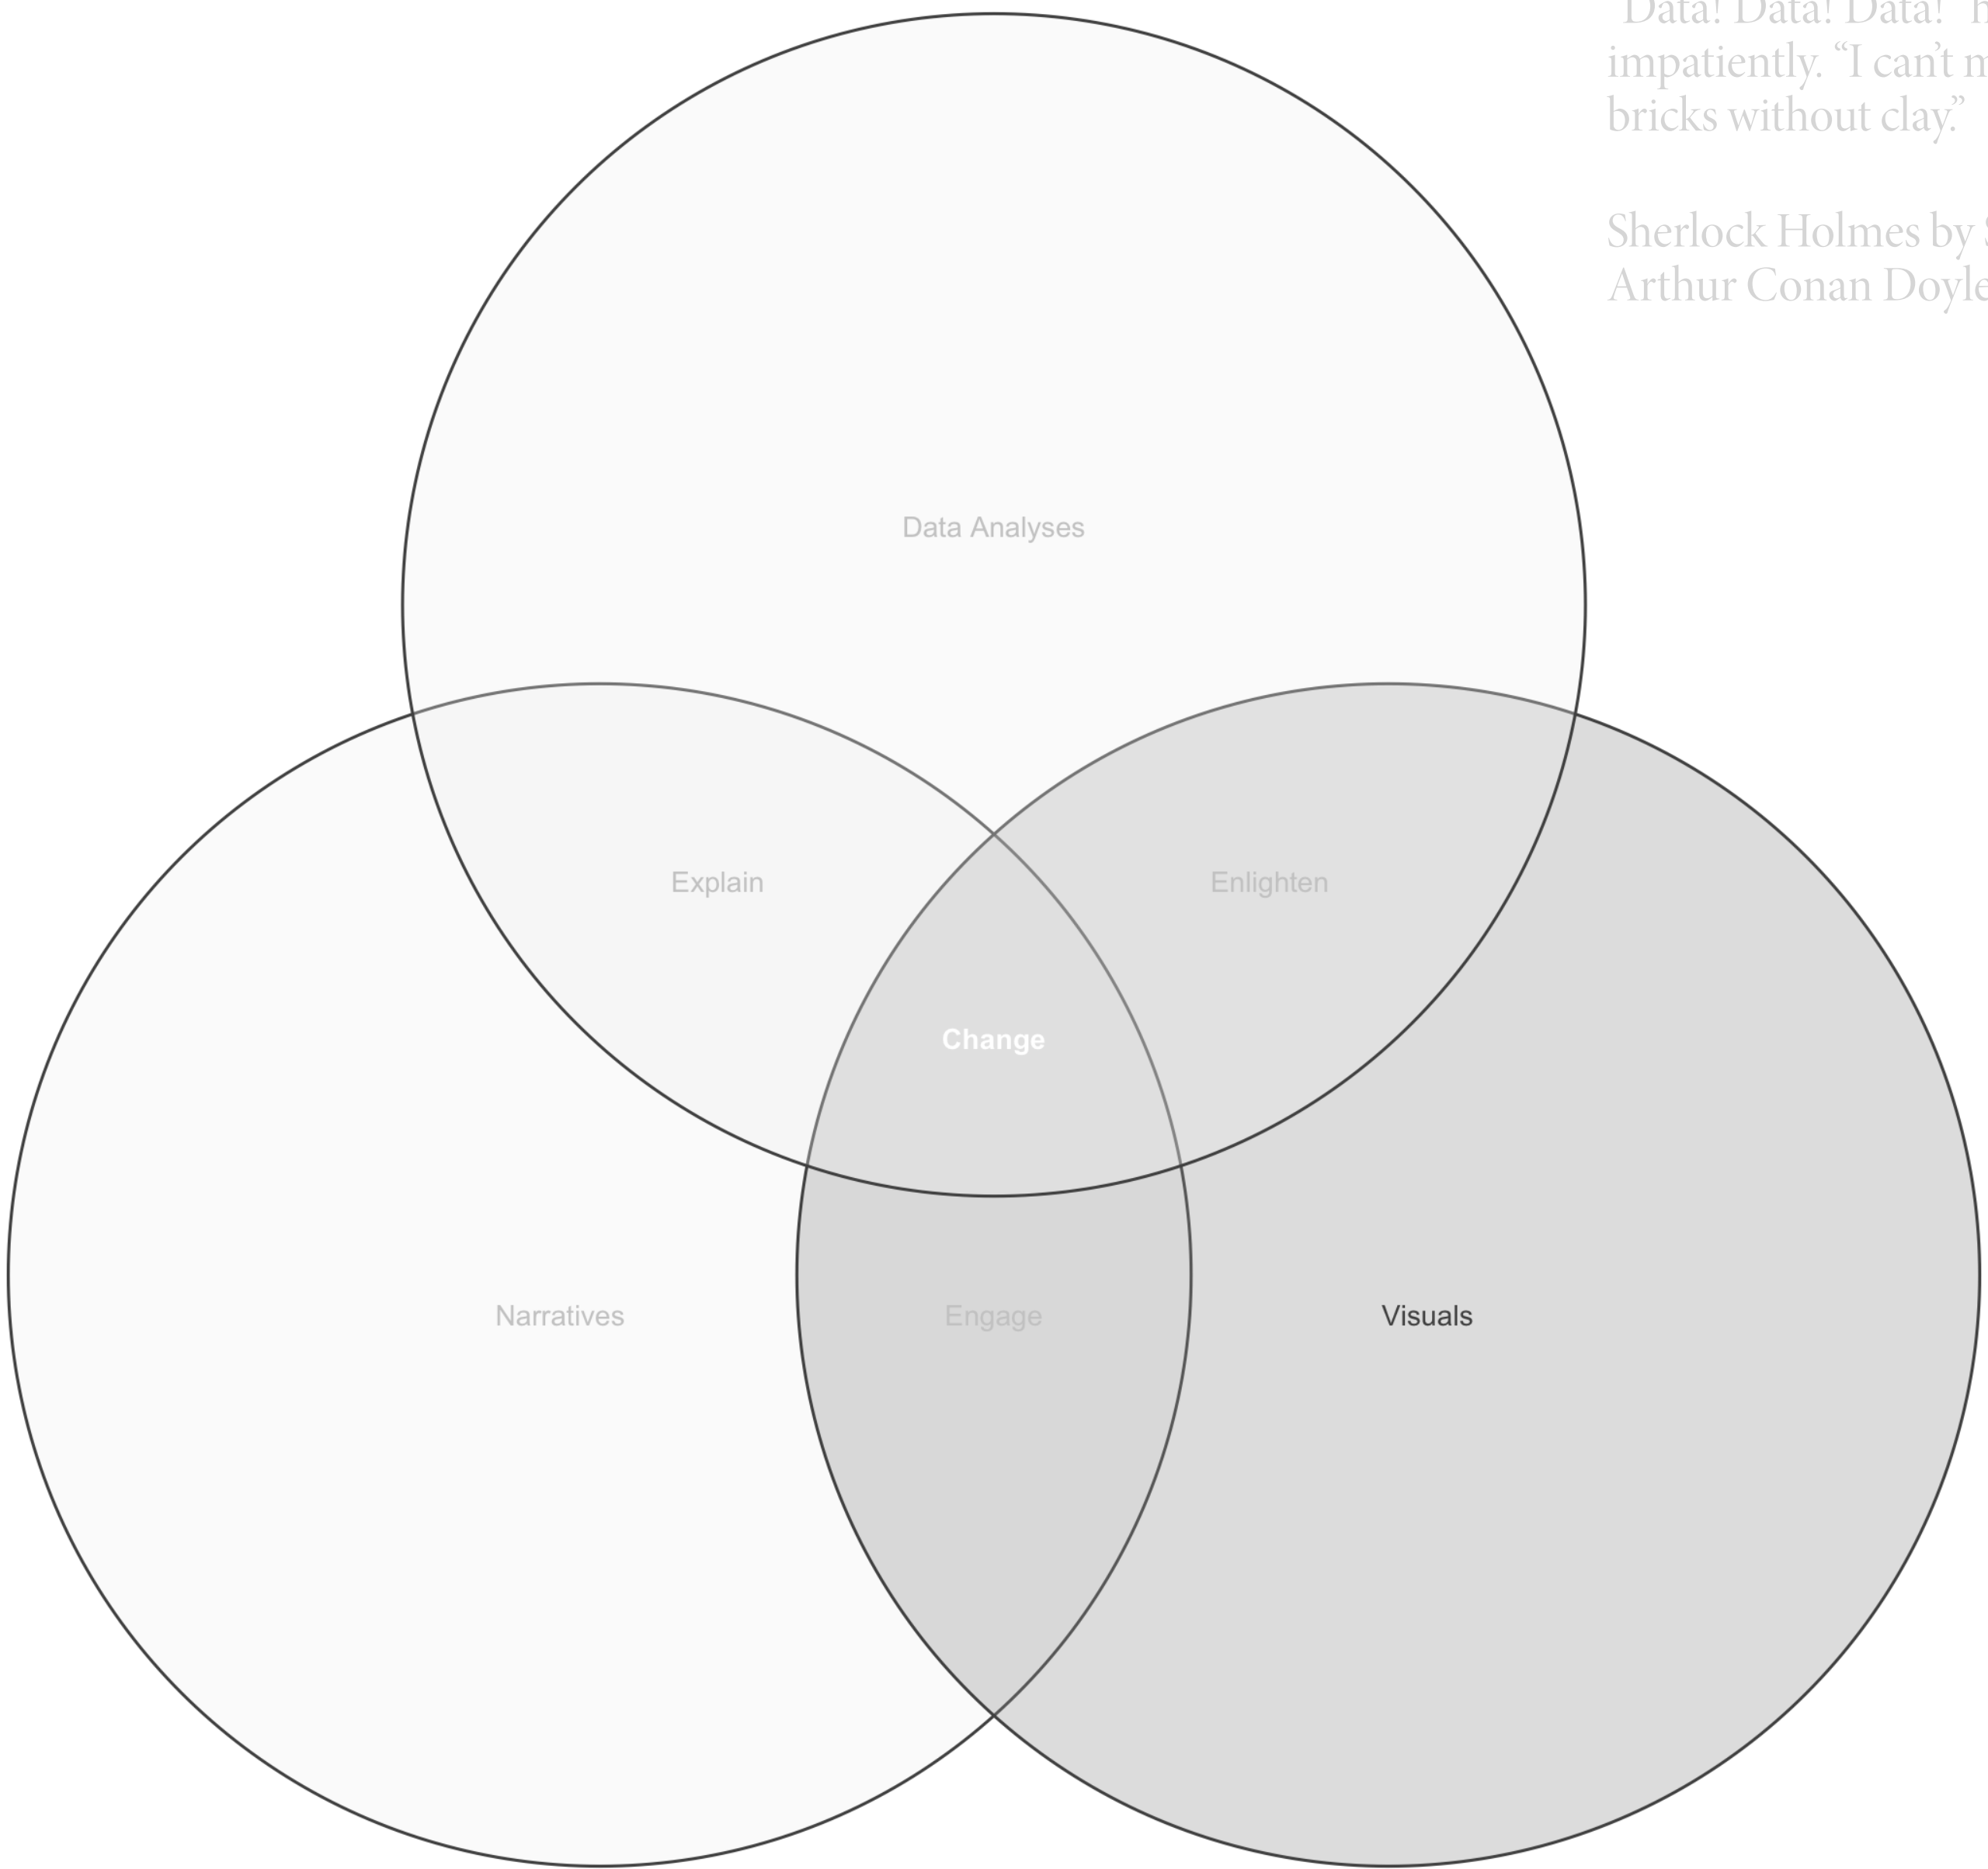 "Data! Data! Data!" h
impatiently. “I can’t m
bricks without clay.”
Sherlock Holmes by S
Arthur Conan Doyle
Data Analyses
Explain
Enlighten
Change
Narratives
Engage
Visuals